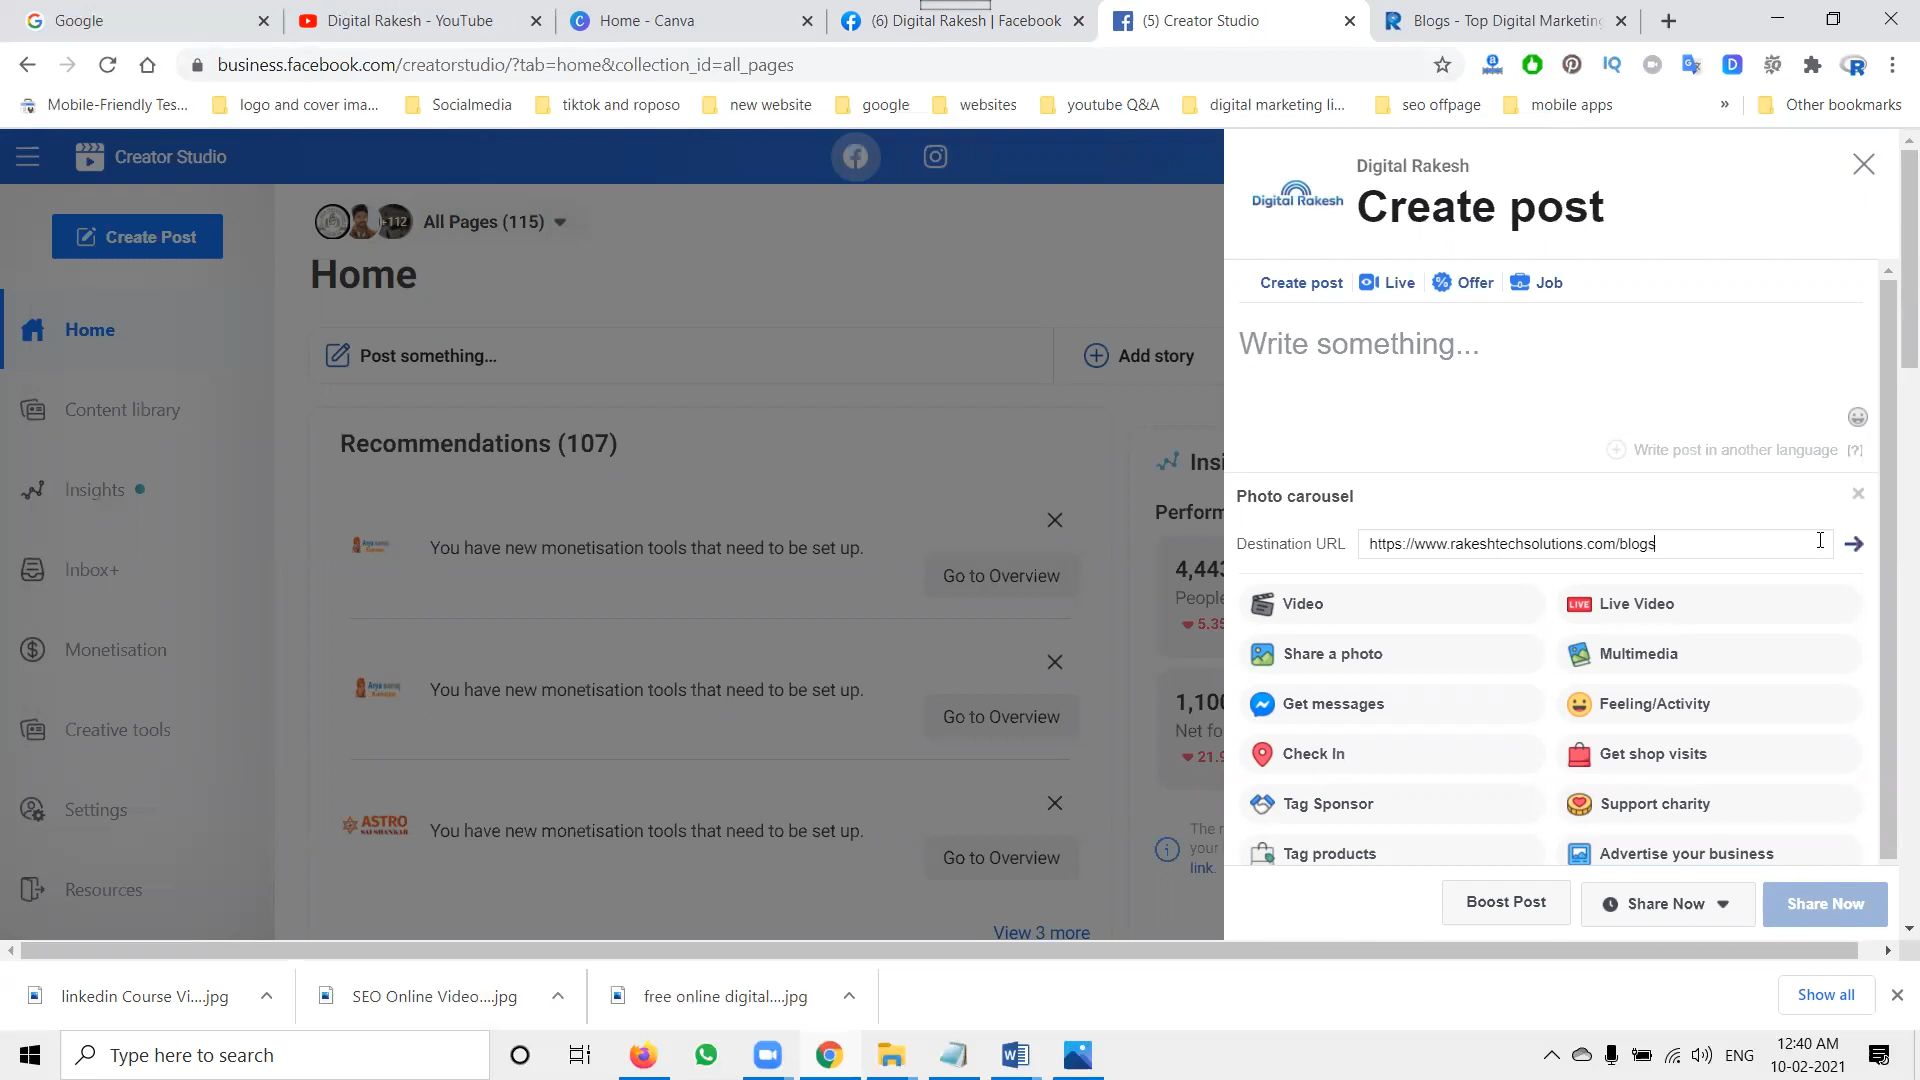 Google
Digital Rakesh - YouTube
Home - Canva
(6) Digital Rakesh | Facebook
(5) Creator Studio
Blogs - Top Digital Marketing
business.facebook.com/creatorstudio/?tab=home&collection_id=all_pages
Mobile-Friendly Tes...
logo and cover ima...
Socialmedia
tiktok and roposo
new website
google
websites
youtube Q&A
digital marketing li...
seo offpage
mobile apps
»
Other bookmarks
Creator Studio
Digital Rakesh
Digital Rakesh
Create post
Create Post
+112
All Pages (115)
Home
Create post
Live
Offer
Job
Home
Post something...
Add story
Write something...
Content library
Recommendations (107)
Write post in another language [?]
Insights
Photo carousel
You have new monetisation tools that need to be set up.
Go to Overview
Destination URL
https://www.rakeshtechsolutions.com/blogs
Inbox+
Video
LIVE
Live Video
Monetisation
Share a photo
Multimedia
You have new monetisation tools that need to be set up.
Go to Overview
Get messages
Feeling/Activity
Creative tools
Check In
Get shop visits
Settings
ASTRO
You have new monetisation tools that need to be set up.
Go to Overview
Tag Sponsor
Support charity
link.
Tag products
Advertise your business
Resources
View 3 more
Boost Post
Share Now
Share Now
linkedin Course Vi....jpg
SEO Online Video....jpg
free online digital....jpg
Show all
Type here to search
ENG
12:40 AM
10-02-2021